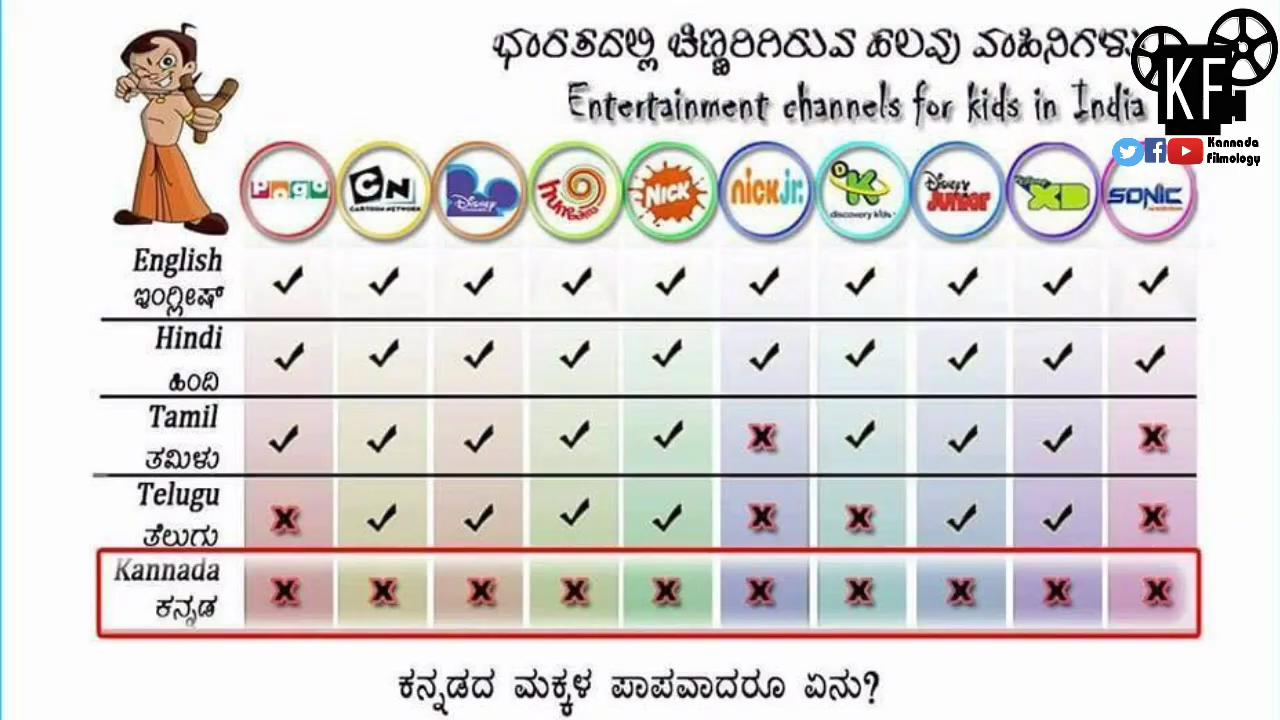 ಭಾರತದಲ್ಲಿ ಚಿಣ್ಣರಿಗಿರುವ ಹಲವು ವಾಹಿನಿಗಳು
Entertainment channels for kids in India
KF
Kannada
Filmology
Pogo
CN
CARTOON NETWORK
Disney
hungama
NICK
nick jr.
D K
discovery kids
Disney
JUNIOR
Disney
XD
SONIC
English
ಇಂಗ್ಲೀಷ್
Hindi
ಹಿಂದಿ
Tamil
ತಮಿಳು
Telugu
ತೆಲುಗು
Kannada
ಕನ್ನಡ
ಕನ್ನಡದ ಮಕ್ಕಳ ಪಾಪವಾದರೂ ಏನು?